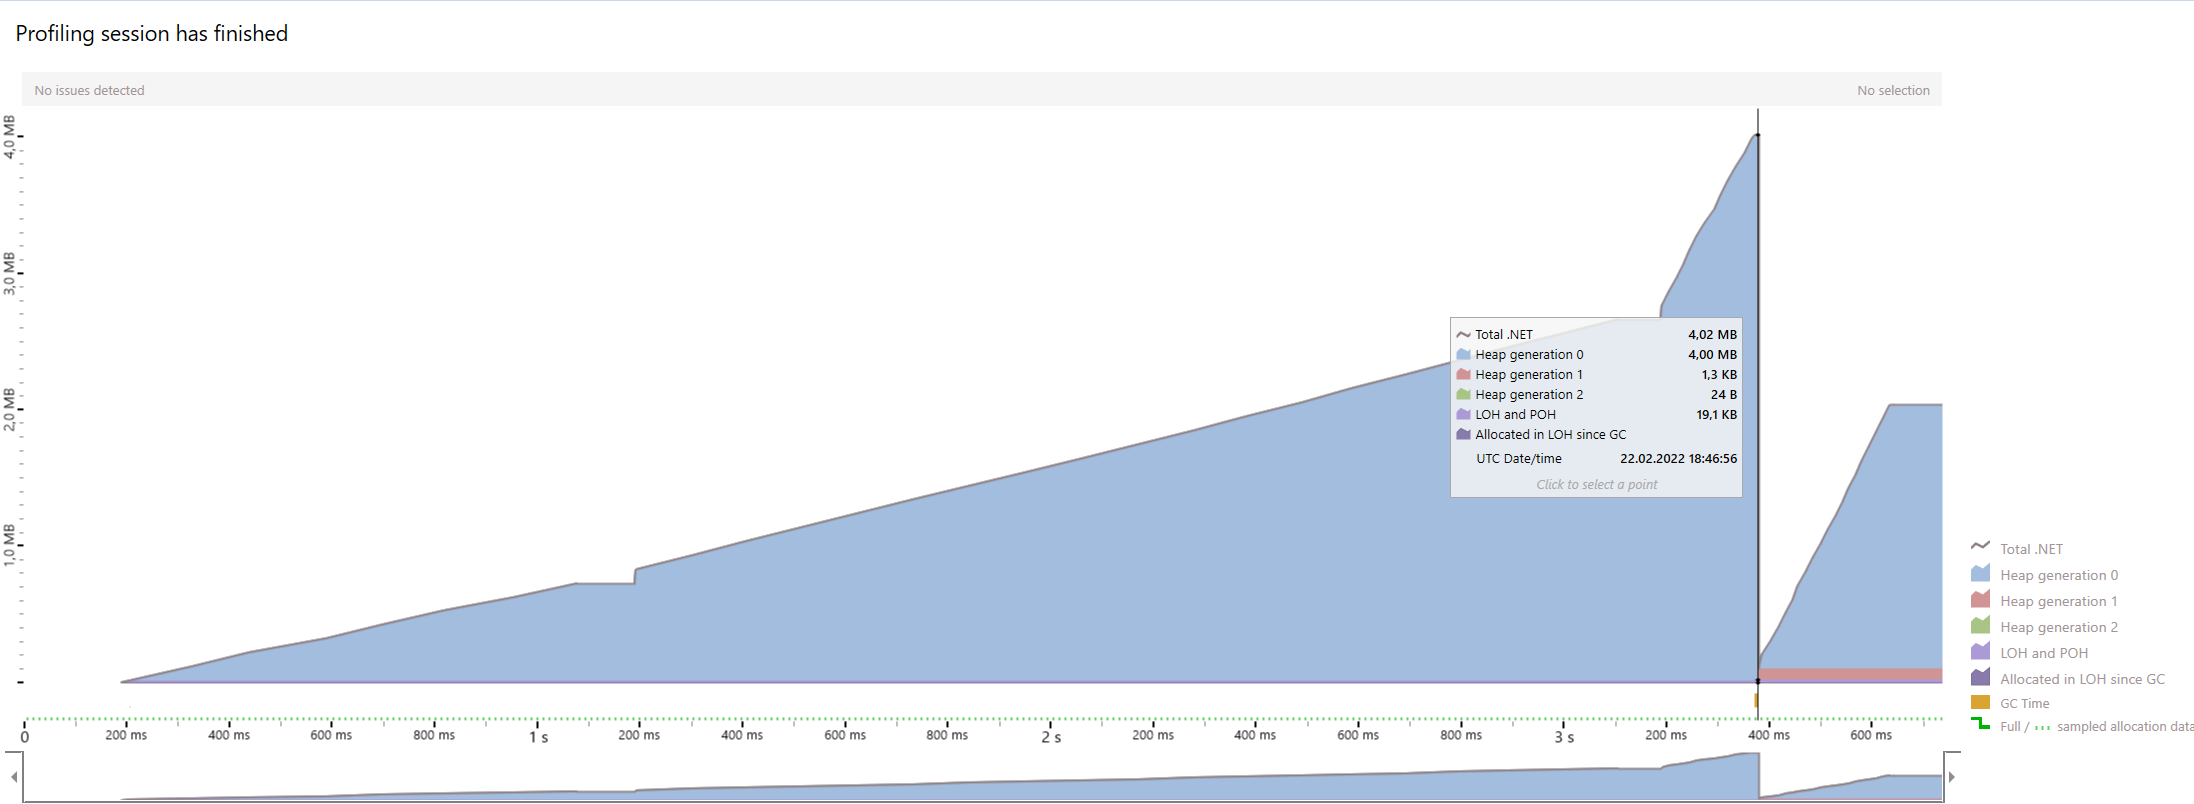 Profiling session has finished
No issues detected No selection
4,0 MB
3,0 MB
2,0 MB
1,0 MB
Total .NET 4,02 MB
Heap generation 0 4,00 MB
Heap generation 1 1,3 KB
Heap generation 2 24 B
LOH and POH 19,1 KB
Allocated in LOH since GC
UTC Date/time 22.02.2022 18:46:56
Click to select a point
Total .NET
Heap generation 0
Heap generation 1
Heap generation 2
LOH and POH
Allocated in LOH since GC
GC Time
Full / sampled allocation data
0 200 ms 400 ms 600 ms 800 ms 1 s 200 ms 400 ms 600 ms 800 ms 2 s 200 ms 400 ms 600 ms 800 ms 3 s 200 ms 400 ms 600 ms